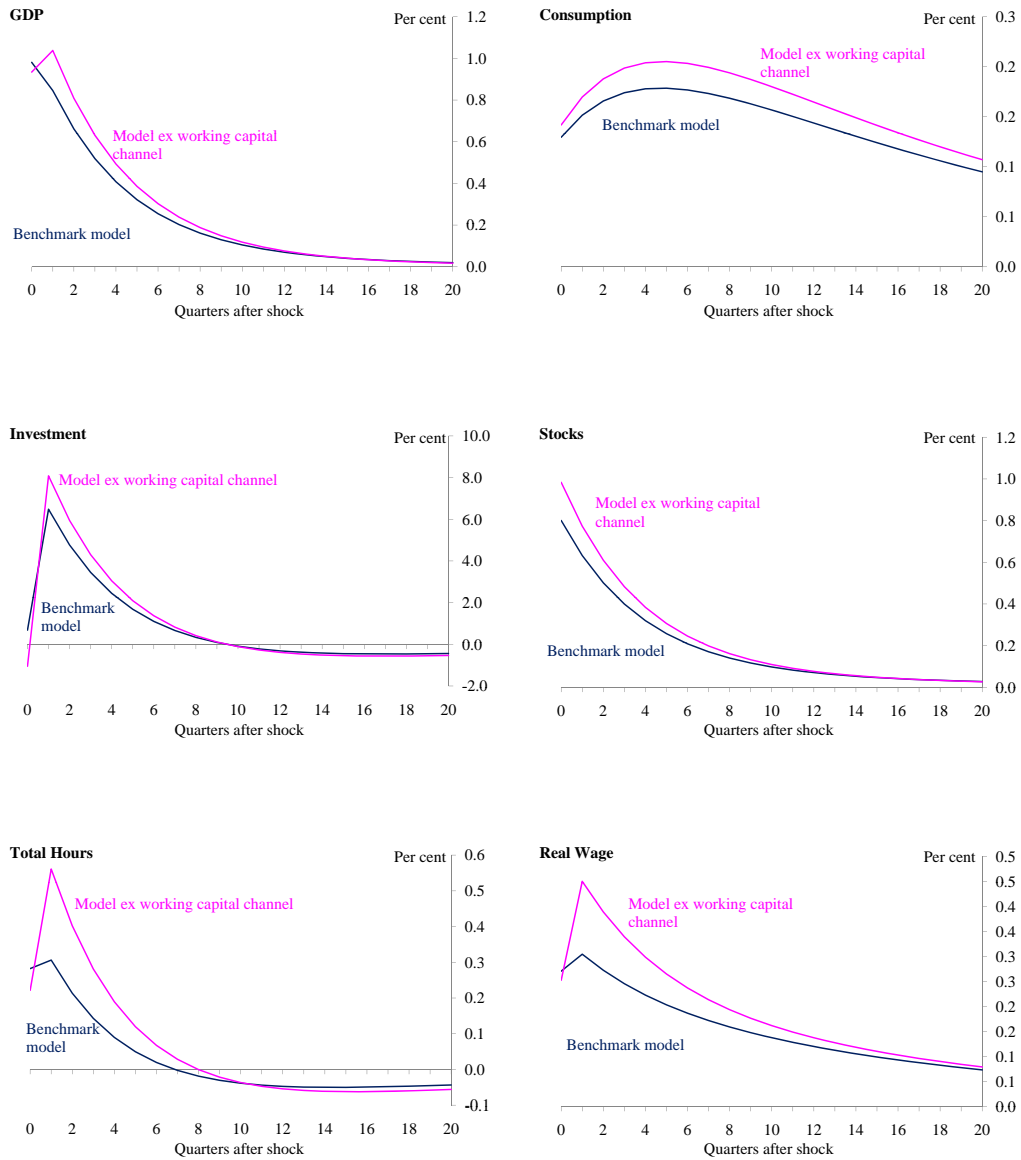 GDP
Per cent
1.2
1.0
0.8
0.6
0.4
0.2
0.0
Model ex working capital
channel
Benchmark model
0 2 4 6 8 10 12 14 16 18 20
Quarters after shock
Consumption
Per cent
0.3
0.2
0.2
0.1
0.1
0.0
Model ex working capital
channel
Benchmark model
0 2 4 6 8 10 12 14 16 18 20
Quarters after shock
Investment
Per cent
10.0
8.0
6.0
4.0
2.0
0.0
-2.0
Model ex working capital channel
Benchmark
model
0 2 4 6 8 10 12 14 16 18 20
Quarters after shock
Stocks
Per cent
1.2
1.0
0.8
0.6
0.4
0.2
0.0
Model ex working capital
channel
Benchmark model
0 2 4 6 8 10 12 14 16 18 20
Quarters after shock
Total Hours
Per cent
0.6
0.5
0.4
0.3
0.2
0.1
0.0
-0.1
Model ex working capital channel
Benchmark
model
0 2 4 6 8 10 12 14 16 18 20
Quarters after shock
Real Wage
Per cent
0.5
0.5
0.4
0.4
0.3
0.3
0.2
0.2
0.1
0.1
0.0
Model ex working capital
channel
Benchmark model
0 2 4 6 8 10 12 14 16 18 20
Quarters after shock